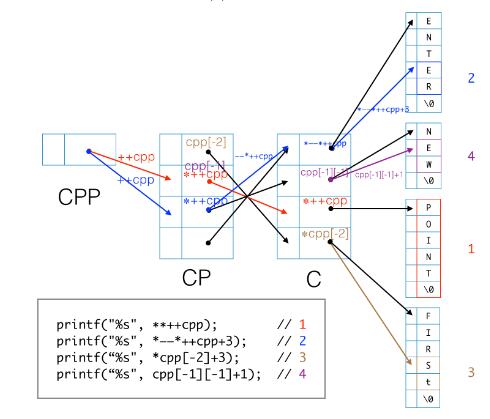 E
N
T
E
R
\0
2
*--*++cpp+3
cpp[-2]
--*++cpp
*--*++cpp
N
E
W
\0
4
++cpp
++cpp
CPP
cpp[-1]
*++cpp
*++cpp
cpp[-1][-1]
cpp[-1][-1]+1
*++cpp
*cpp[-2]
P
O
I
N
T
\0
1
CP
C
F
I
R
S
t
\0
3
printf("%s", **++cpp); // 1
printf("%s", *--*++cpp+3); // 2
printf(“%s", *cpp[-2]+3); // 3
printf(“%s", cpp[-1][-1]+1); // 4